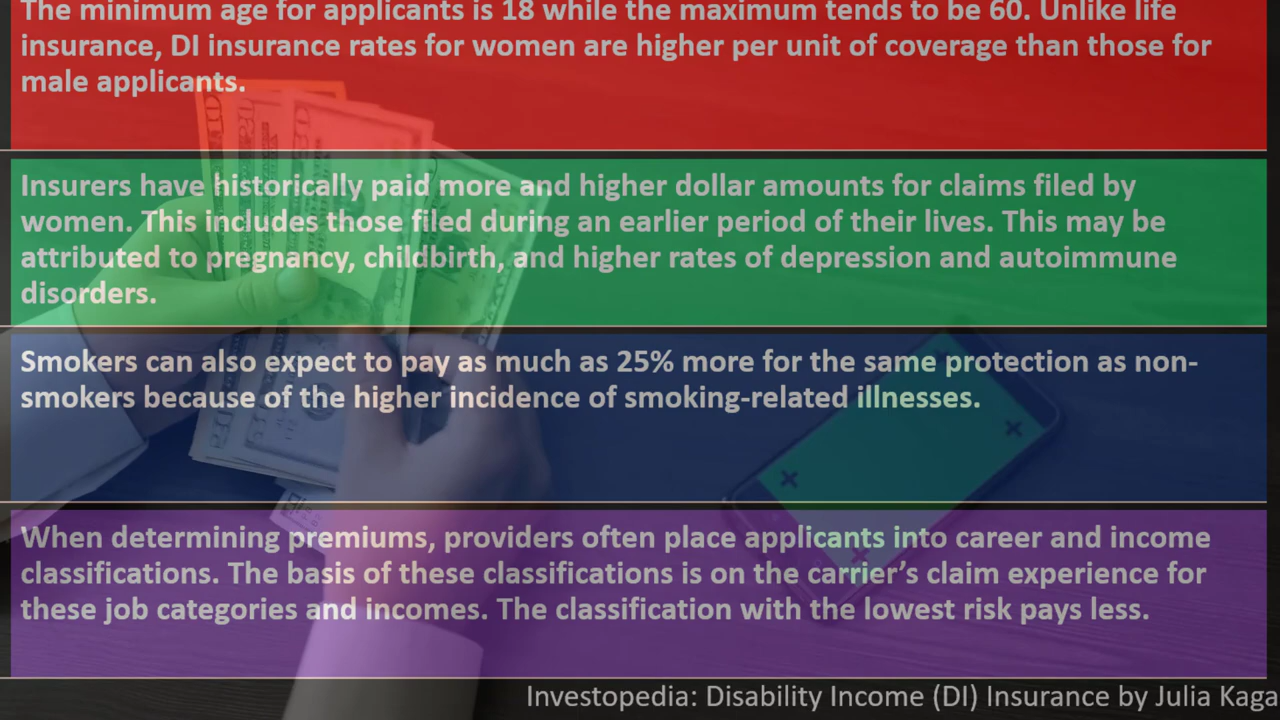 The minimum age for applicants is 18 while the maximum tends to be 60. Unlike life
insurance, DI insurance rates for women are higher per unit of coverage than those for
male applicants.
Insurers have historically paid more and higher dollar amounts for claims filed by
women. This includes those filed during an earlier period of their lives. This may be
attributed to pregnancy, childbirth, and higher rates of depression and autoimmune
disorders.
Smokers can also expect to pay as much as 25% more for the same protection as non-
smokers because of the higher incidence of smoking-related illnesses.
When determining premiums, providers often place applicants into career and income
classifications. The basis of these classifications is on the carrier’s claim experience for
these job categories and incomes. The classification with the lowest risk pays less.
Investopedia: Disability Income (DI) Insurance by Julia Kaga